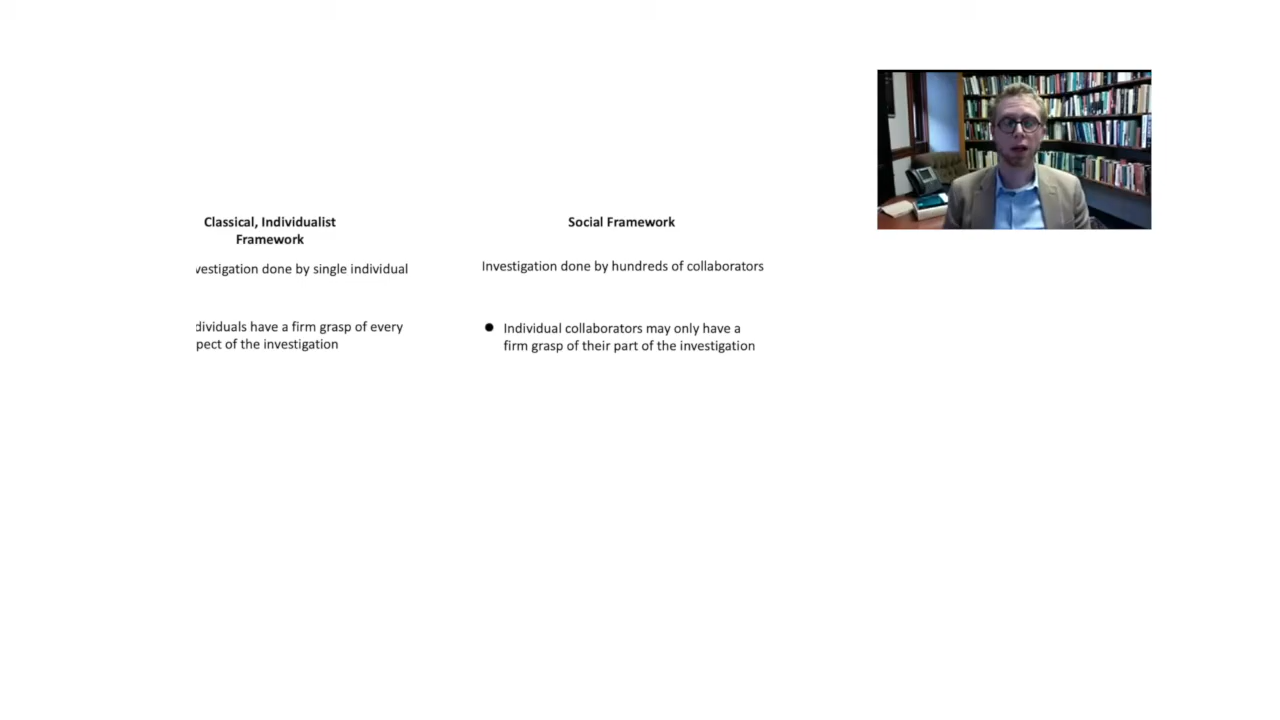 Classical, Individualist
Framework
vestigation done by single individual
dividuals have a firm grasp of every
pect of the investigation
Social Framework
Investigation done by hundreds of collaborators
● Individual collaborators may only have a
firm grasp of their part of the investigation